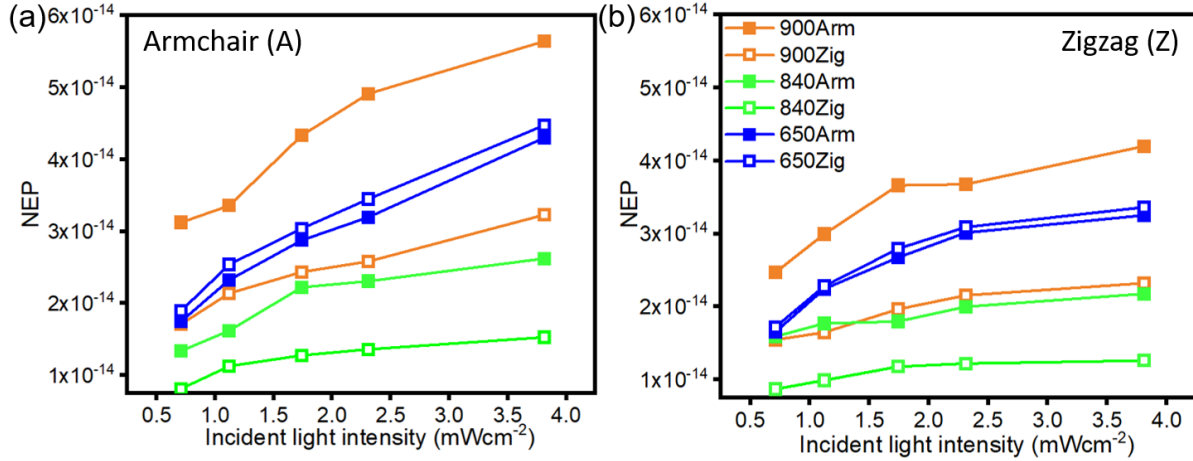 (a)
Armchair (A)
6x10⁻¹⁴
5x10⁻¹⁴
4x10⁻¹⁴
3x10⁻¹⁴
2x10⁻¹⁴
1x10⁻¹⁴
NEP
0.5 1.0 1.5 2.0 2.5 3.0 3.5 4.0
Incident light intensity (mWcm⁻²)
(b)
Zigzag (Z)
900Arm
900Zig
840Arm
840Zig
650Arm
650Zig
6x10⁻¹⁴
5x10⁻¹⁴
4x10⁻¹⁴
3x10⁻¹⁴
2x10⁻¹⁴
1x10⁻¹⁴
NEP
0.5 1.0 1.5 2.0 2.5 3.0 3.5 4.0
Incident light intensity (mWcm⁻²)